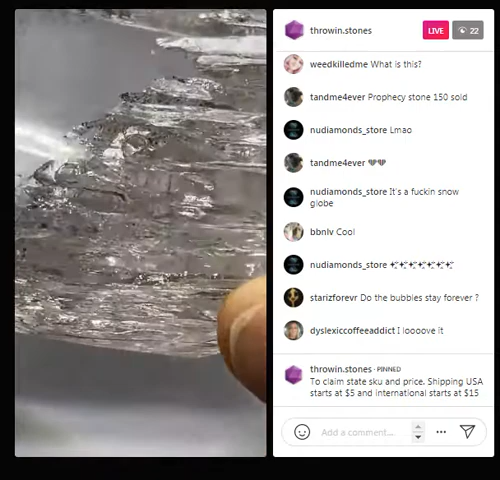 throwin.stones
LIVE
22
weedkilledme What is this?
tandme4ever Prophecy stone 150 sold
nudiamonds_store Lmao
tandme4ever 💔💔
nudiamonds_store It's a fuckin snow
globe
bbnlv Cool
nudiamonds_store ✨✨✨✨✨✨✨
starizforevr Do the bubbles stay forever ?
dyslexiccoffeeaddict I loooove it
throwin.stones · PINNED
To claim state sku and price. Shipping USA
starts at $5 and international starts at $15
Add a comment...